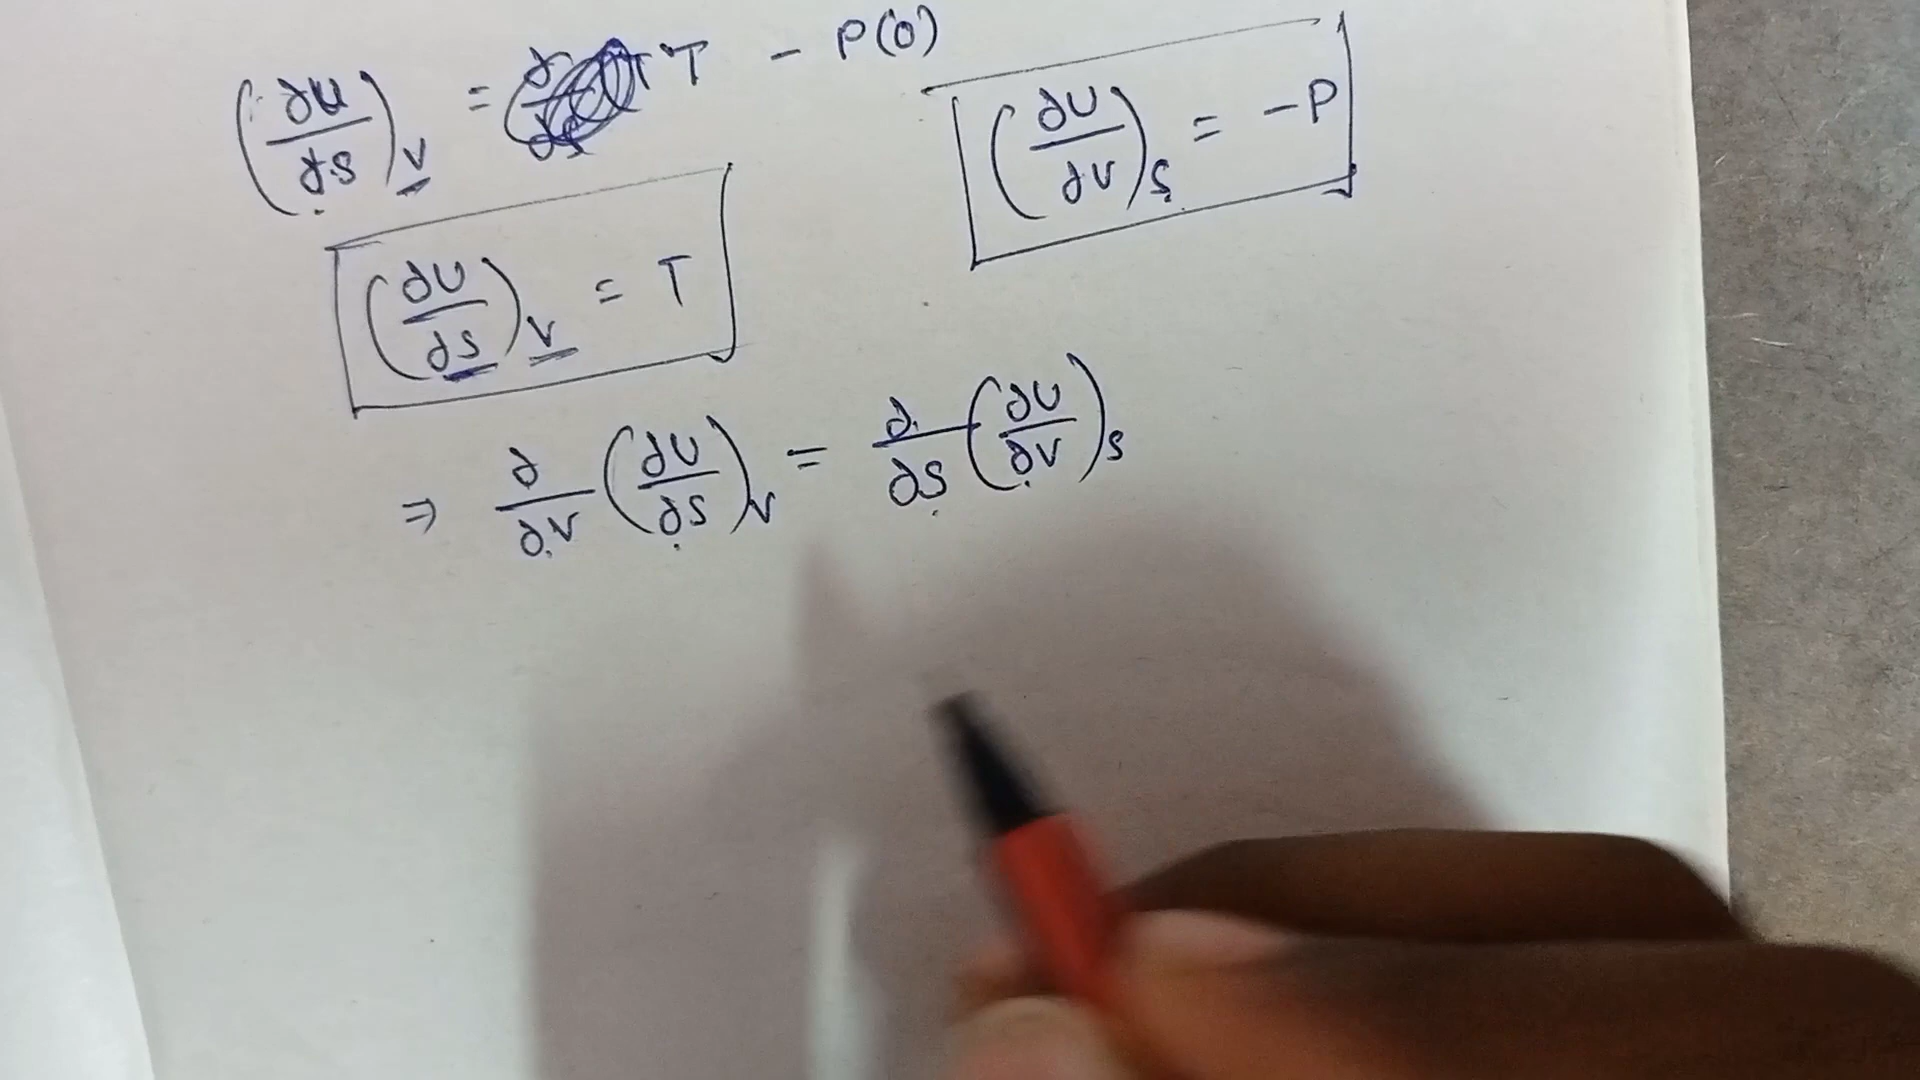 (∂U/∂S)_V = T - P(0)
(∂U/∂V)_S = -P
(∂U/∂S)_V = T
⇒ ∂/∂V (∂U/∂S)_V = ∂/∂S (∂U/∂V)_S